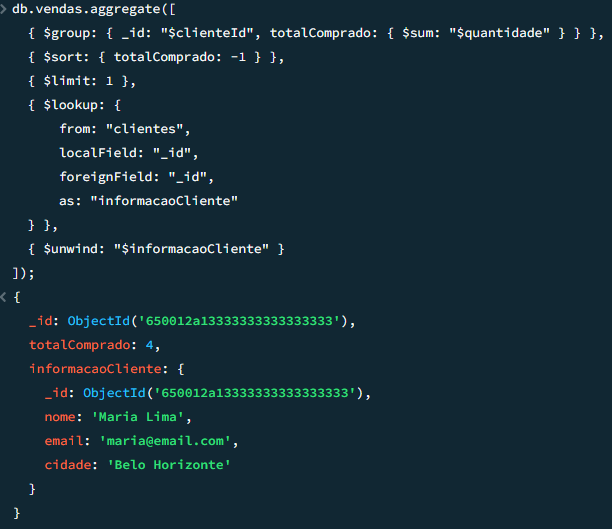 > db.vendas.aggregate([
  { $group: { _id: "$clienteId", totalComprado: { $sum: "$quantidade" } } },
  { $sort: { totalComprado: -1 } },
  { $limit: 1 },
  { $lookup: {
      from: "clientes",
      localField: "_id",
      foreignField: "_id",
      as: "informacaoCliente"
  } },
  { $unwind: "$informacaoCliente" }
]);
< {
  _id: ObjectId('650012a13333333333333333'),
  totalComprado: 4,
  informacaoCliente: {
    _id: ObjectId('650012a13333333333333333'),
    nome: 'Maria Lima',
    email: 'maria@email.com',
    cidade: 'Belo Horizonte'
  }
}